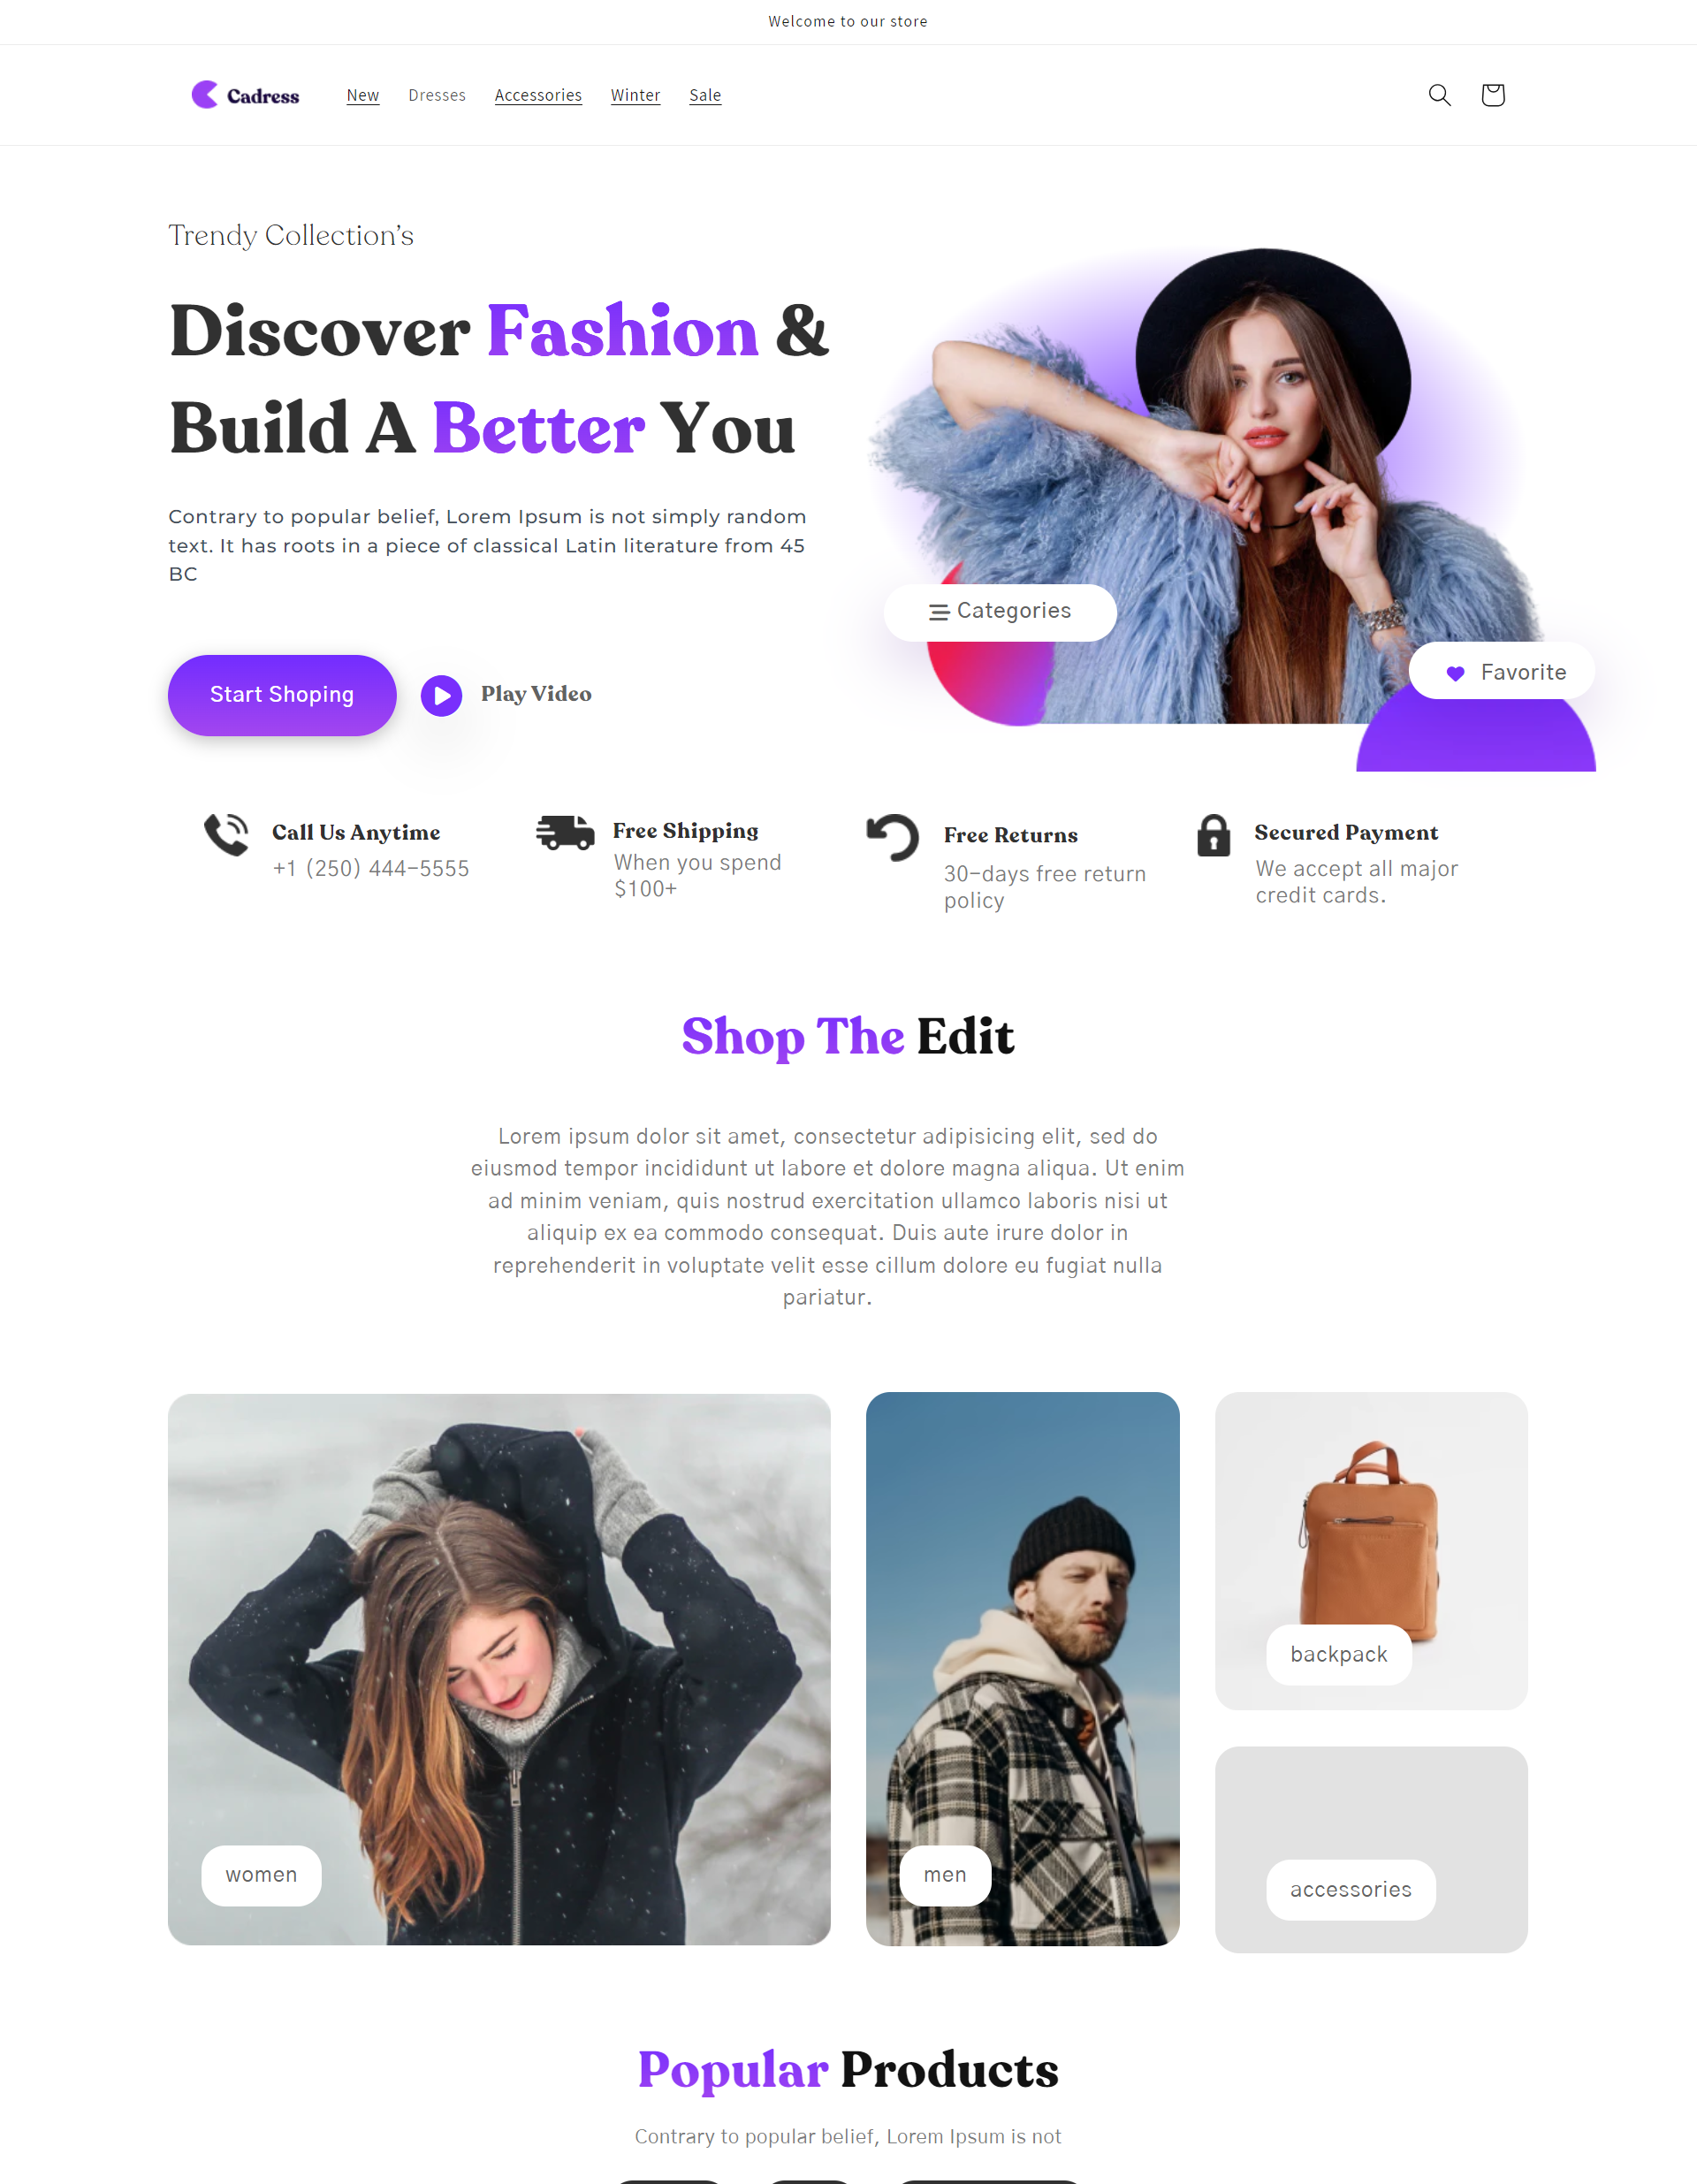 Welcome to our store
Cadress
New
Dresses
Accessories
Winter
Sale
Trendy Collection's
Discover Fashion &
Build A Better You
Contrary to popular belief, Lorem Ipsum is not simply random
text. It has roots in a piece of classical Latin literature from 45
BC
Categories
Favorite
Start Shoping
Play Video
Call Us Anytime
+1 (250) 444-5555
Free Shipping
When you spend
$100+
Free Returns
30-days free return
policy
Secured Payment
We accept all major
credit cards.
Shop The Edit
Lorem ipsum dolor sit amet, consectetur adipisicing elit, sed do
eiusmod tempor incididunt ut labore et dolore magna aliqua. Ut enim
ad minim veniam, quis nostrud exercitation ullamco laboris nisi ut
aliquip ex ea commodo consequat. Duis aute irure dolor in
reprehenderit in voluptate velit esse cillum dolore eu fugiat nulla
pariatur.
women
men
backpack
accessories
Popular Products
Contrary to popular belief, Lorem Ipsum is not